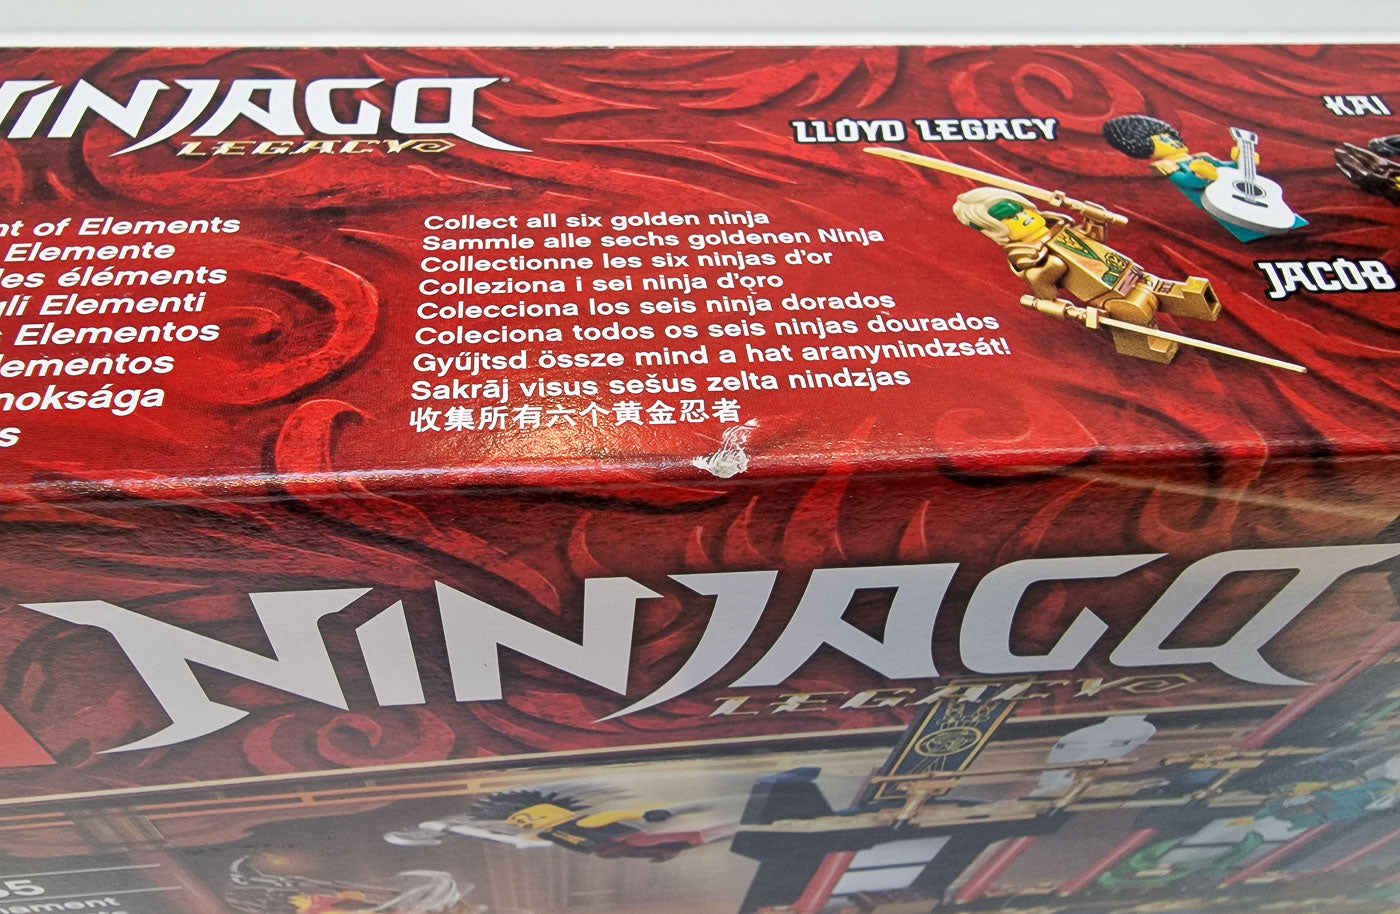 NINJAGO
LEGACY
LLOYD LEGACY
KAI
JACOB
nt of Elements
Elemente
des éléments
gli Elementi
s Elementos
lementos
noksága
s
Collect all six golden ninja
Sammle alle sechs goldenen Ninja
Collectionne les six ninjas d'or
Colleziona i sei ninja d'oro
Colecciona los seis ninja dorados
Coleciona todos os seis ninjas dourados
Gyűjtsd össze mind a hat aranynindzsát!
Sakrāj visus sešus zelta nindzjas
收集所有六个黄金忍者
NINJAGO
LEGACY